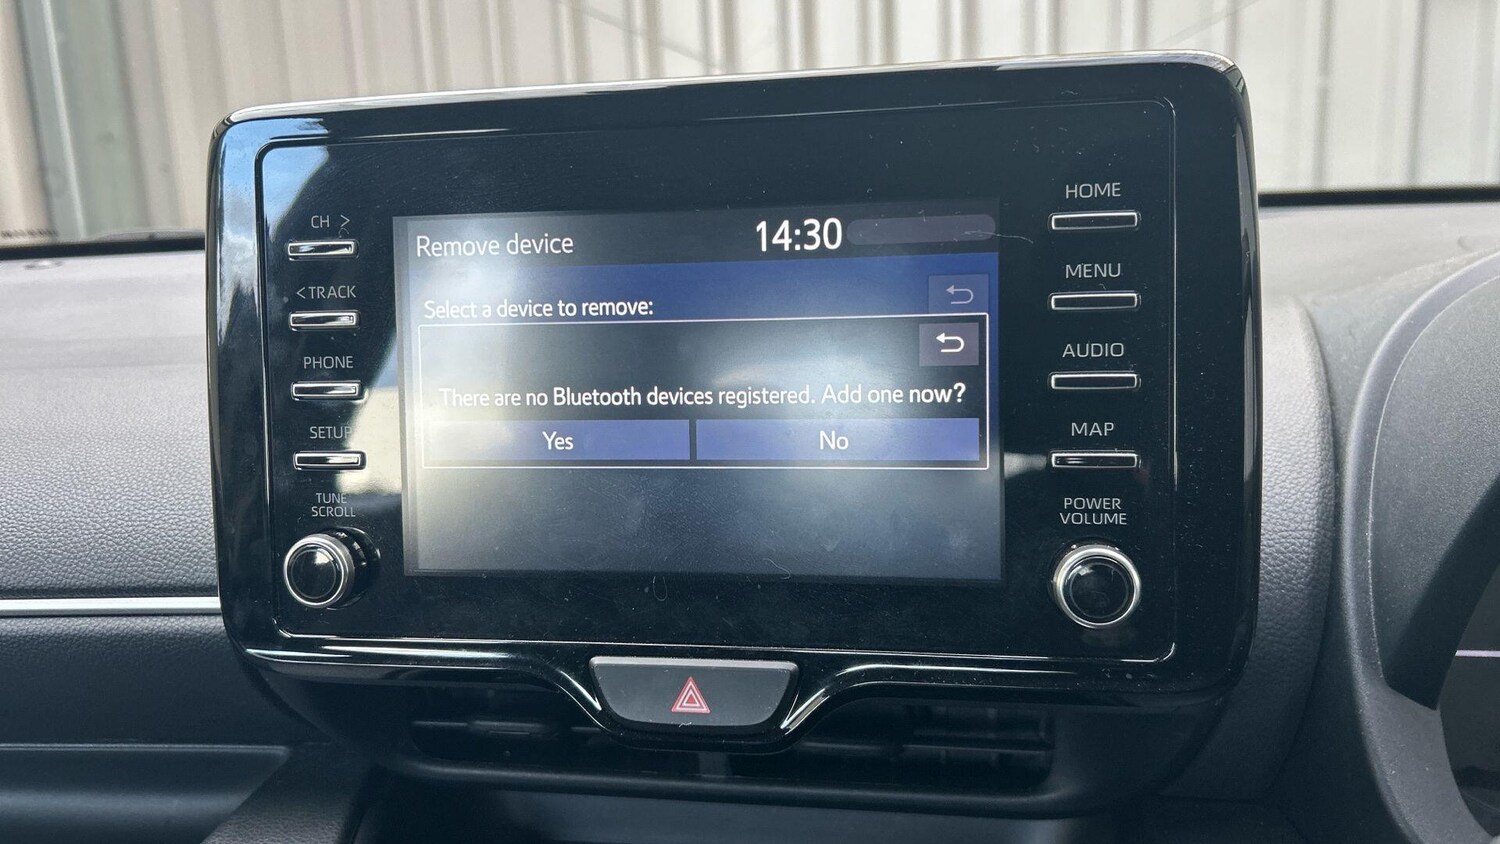 CH >
< TRACK
PHONE
SETUP
TUNE
SCROLL
Remove device
14:30
Select a device to remove:
There are no Bluetooth devices registered. Add one now?
Yes
No
HOME
MENU
AUDIO
MAP
POWER
VOLUME